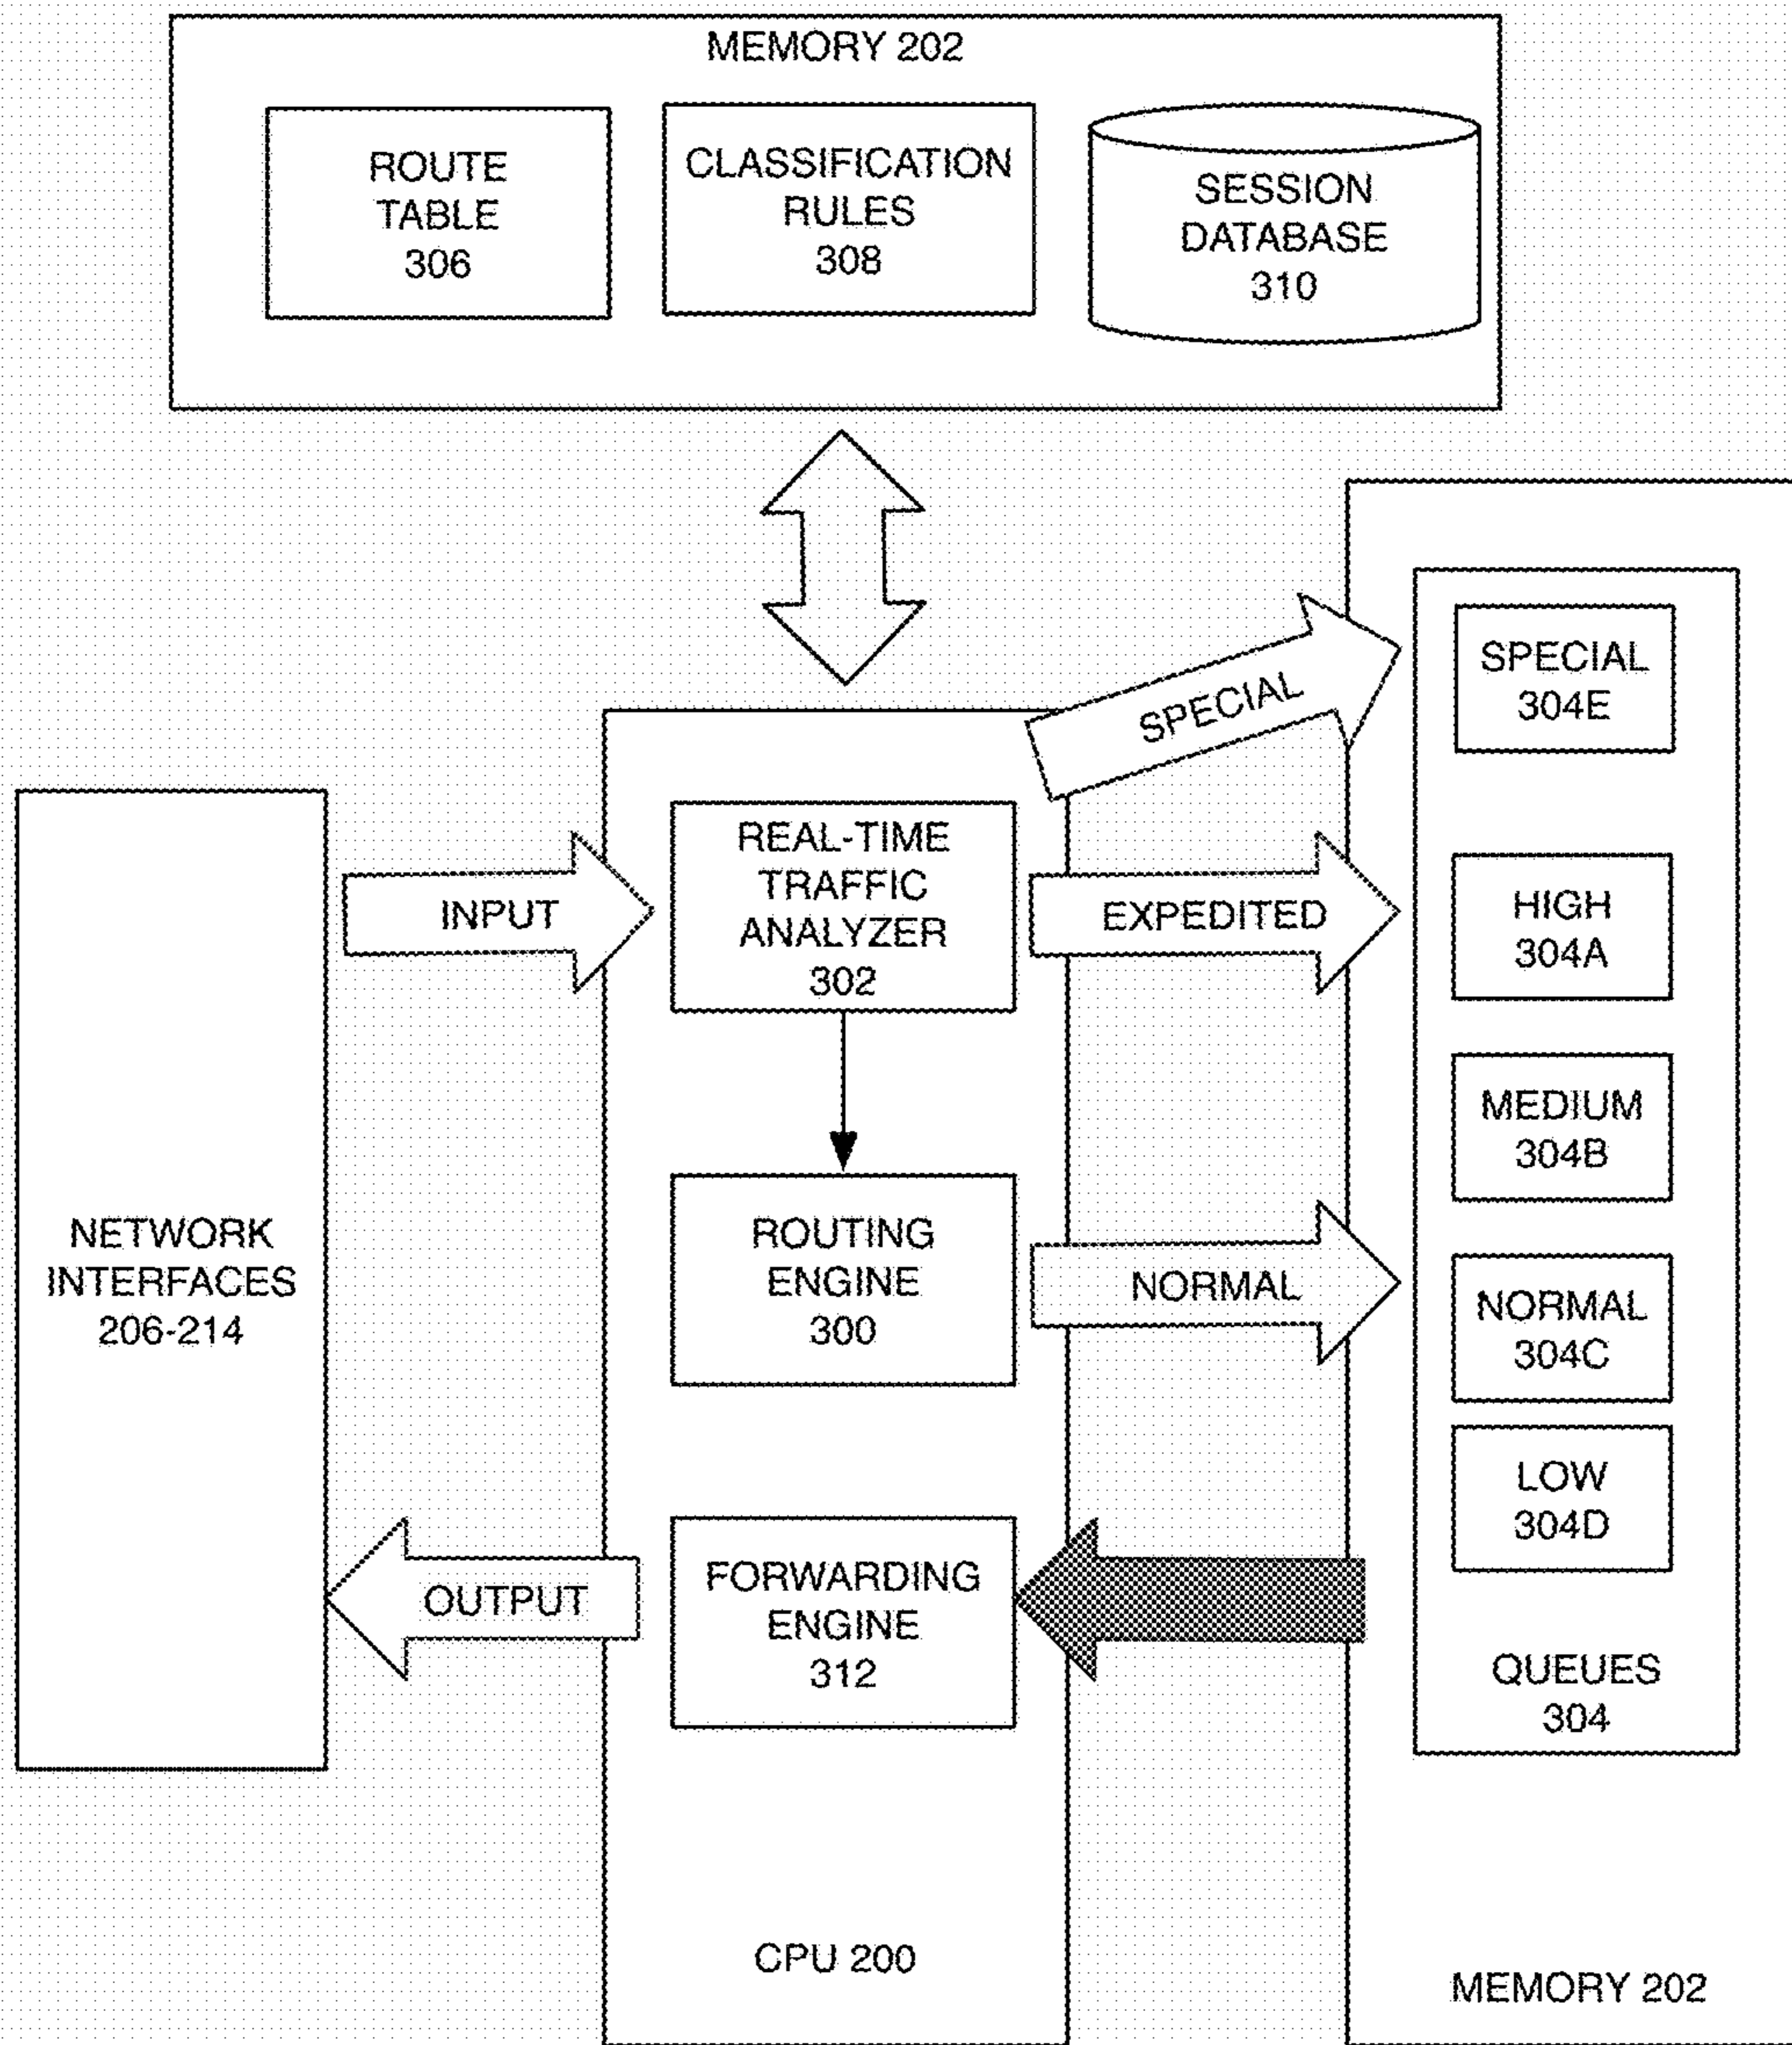 MEMORY 202
ROUTE
TABLE
306
CLASSIFICATION
RULES
308
SESSION
DATABASE
310
SPECIAL
SPECIAL
304E
NETWORK
INTERFACES
206-214
INPUT
REAL-TIME
TRAFFIC
ANALYZER
302
EXPEDITED
HIGH
304A
MEDIUM
304B
ROUTING
ENGINE
300
NORMAL
NORMAL
304C
LOW
304D
OUTPUT
FORWARDING
ENGINE
312
QUEUES
304
CPU 200
MEMORY 202